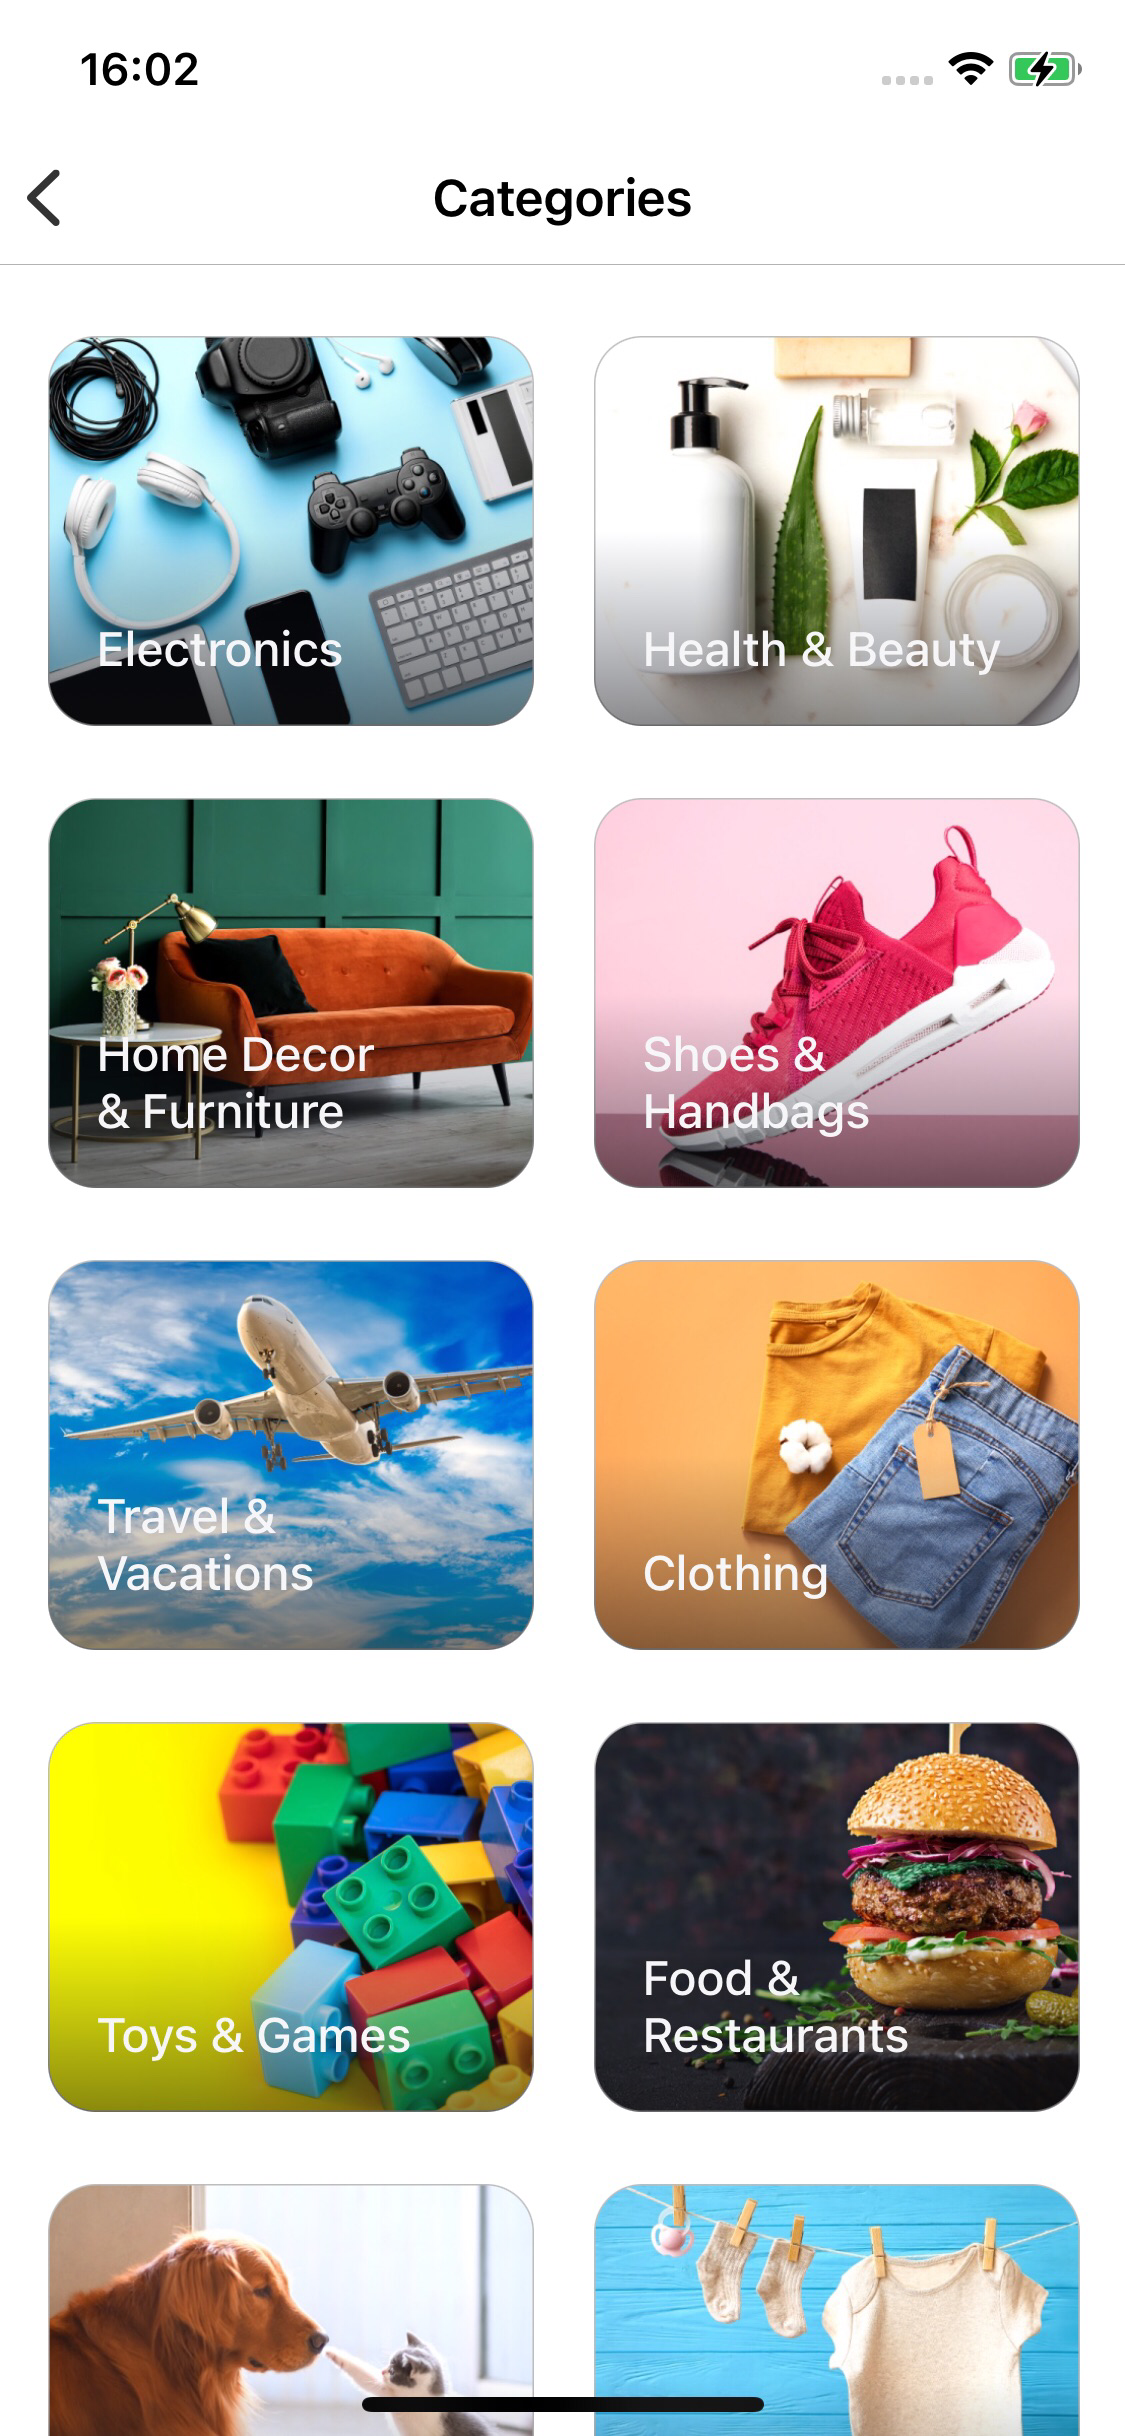 16:02
Categories
Electronics
Health & Beauty
Home Decor
& Furniture
Shoes &
Handbags
Travel &
Vacations
Clothing
Toys & Games
Food &
Restaurants